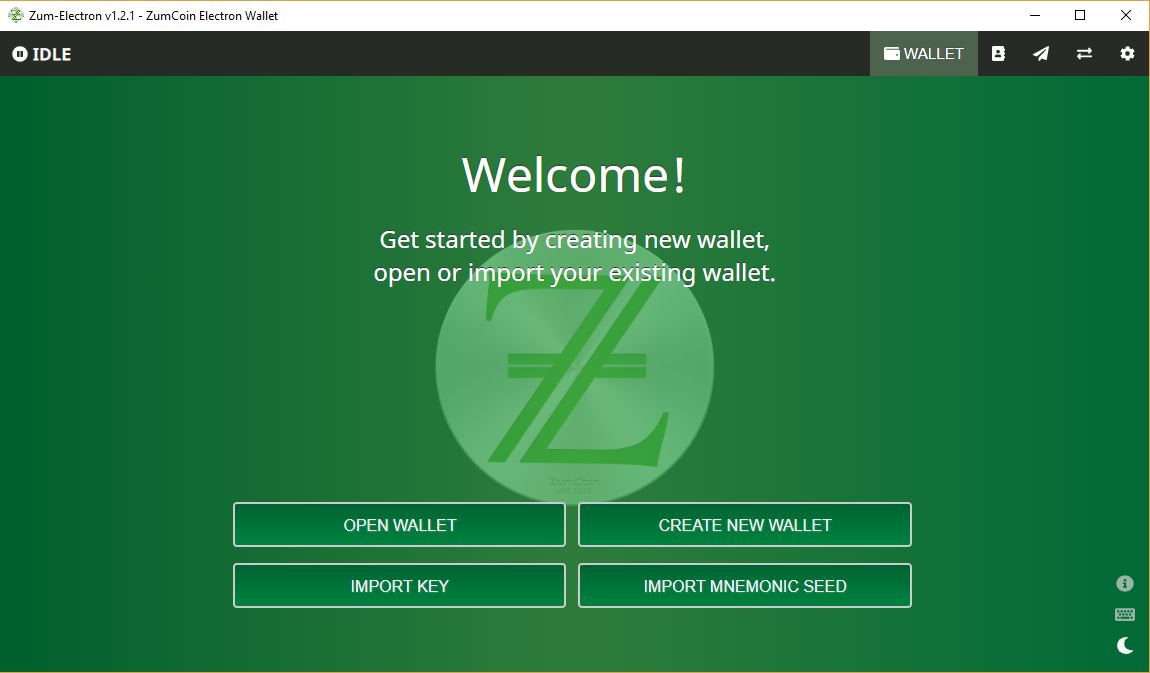 Zum-Electron v1.2.1 - ZumCoin Electron Wallet
IDLE
WALLET
Welcome!
Get started by creating new wallet,
open or import your existing wallet.
ZumCoin
OPEN WALLET
CREATE NEW WALLET
IMPORT KEY
IMPORT MNEMONIC SEED